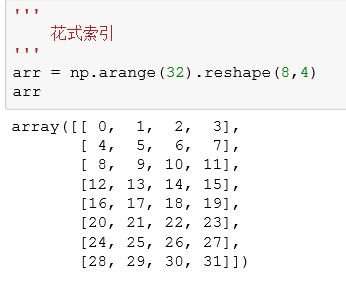 '''
花式索引
'''
arr = np.arange(32).reshape(8,4)
arr
array([[ 0,  1,  2,  3],
       [ 4,  5,  6,  7],
       [ 8,  9, 10, 11],
       [12, 13, 14, 15],
       [16, 17, 18, 19],
       [20, 21, 22, 23],
       [24, 25, 26, 27],
       [28, 29, 30, 31]])